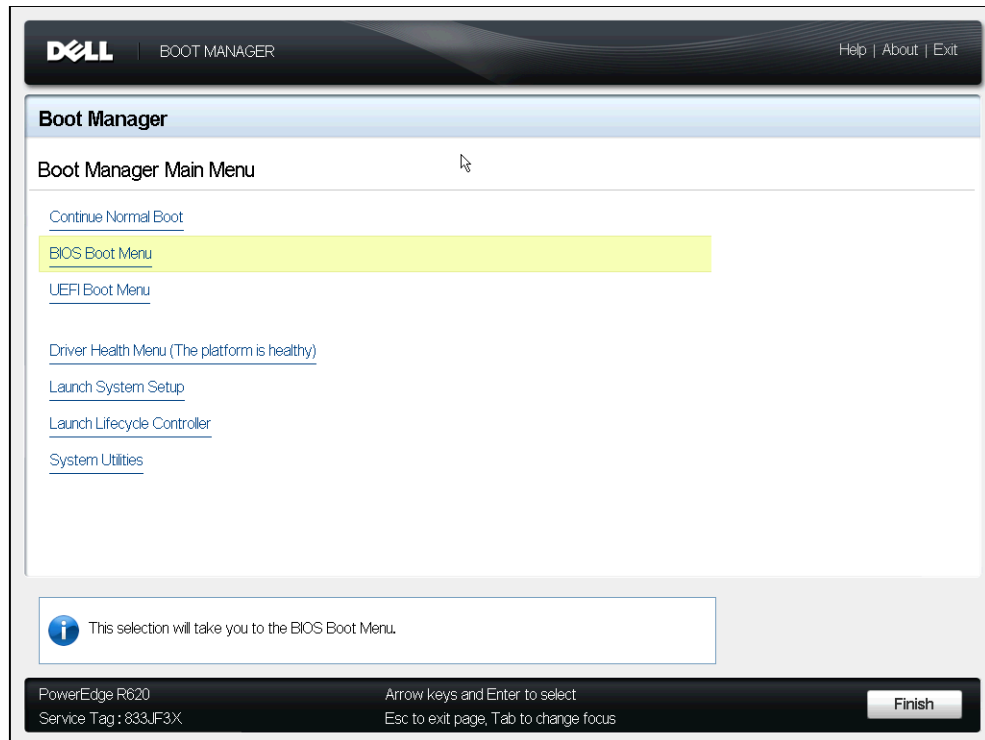 DELL BOOT MANAGER Help | About | Exit
Boot Manager
Boot Manager Main Menu
Continue Normal Boot
BIOS Boot Menu
UEFI Boot Menu
Driver Health Menu (The platform is healthy)
Launch System Setup
Launch Lifecycle Controller
System Utilities
This selection will take you to the BIOS Boot Menu.
PowerEdge R620 Arrow keys and Enter to select
Service Tag : 833JF3X Esc to exit page, Tab to change focus
Finish